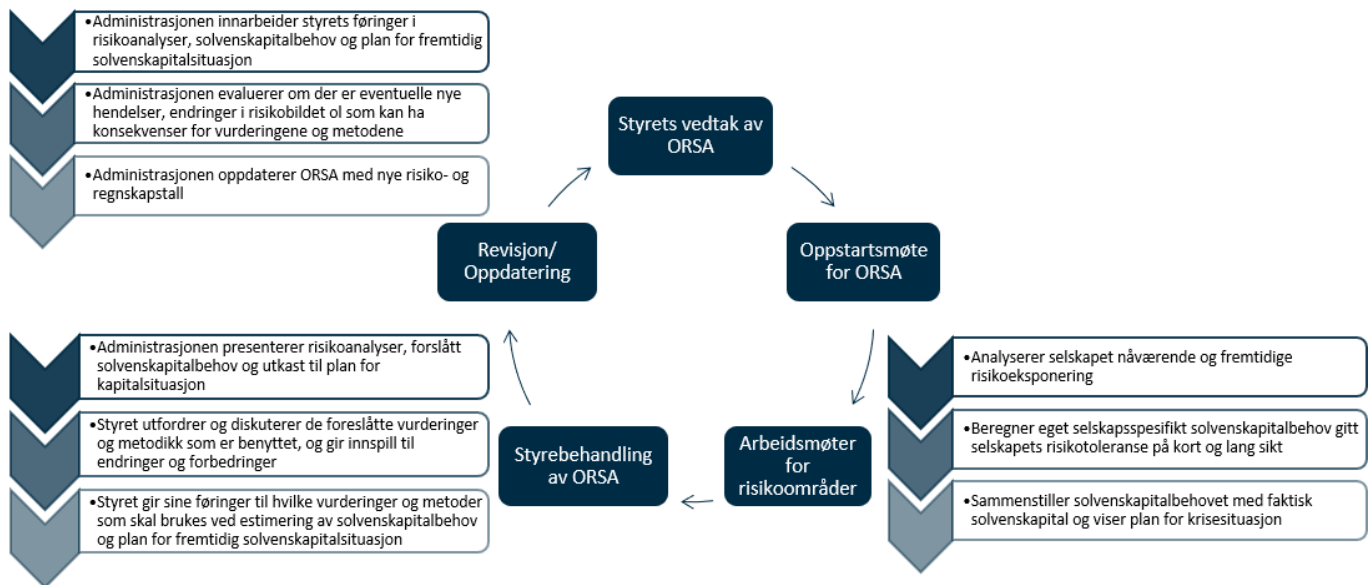 •Administrasjonen innarbeider styrets føringer i
risikoanalyser, solvenskapitalbehov og plan for fremtidig
solvenskapitalsituasjon
•Administrasjonen evaluerer om der er eventuelle nye
hendelser, endringer i risikobildet ol som kan ha
konsekvenser for vurderingene og metodene
•Administrasjonen oppdaterer ORSA med nye risiko- og
regnskapstall
Styrets vedtak av
ORSA
Oppstartsmøte
for ORSA
Arbeidsmøter
for
risikoområder
Styrebehandling
av ORSA
Revisjon/
Oppdatering
•Administrasjonen presenterer risikoanalyser, forslått
solvenskapitalbehov og utkast til plan for
kapitalsituasjon
•Styret utfordrer og diskuterer de foreslåtte vurderinger
og metodikk som er benyttet, og gir innspill til
endringer og forbedringer
•Styret gir sine føringer til hvilke vurderinger og metoder
som skal brukes ved estimering av solvenskapitalbehov
og plan for fremtidig solvenskapitalsituasjon
•Analyserer selskapet nåværende og fremtidige
risikoeksponering
•Beregner eget selskapsspesifikt solvenskapitalbehov gitt
selskapets risikotoleranse på kort og lang sikt
•Sammenstiller solvenskapitalbehovet med faktisk
solvenskapital og viser plan for krisesituasjon